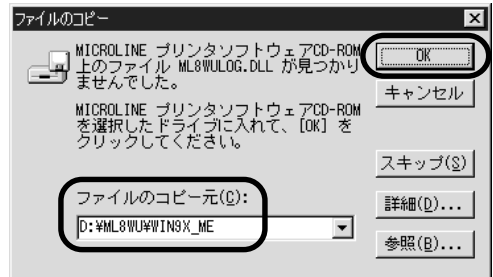 ファイルのコピー
MICROLINE プリンタソフトウェアCD-ROM
上のファイル ML8WULOG.DLL が見つかり
ませんでした。
MICROLINE プリンタソフトウェアCD-ROM
を選択したドライブに入れて、[OK] を
クリックしてください。
OK
キャンセル
スキップ(S)
詳細(D)...
参照(B)...
ファイルのコピー元(C):
D:¥ML8WU¥WIN9X_ME